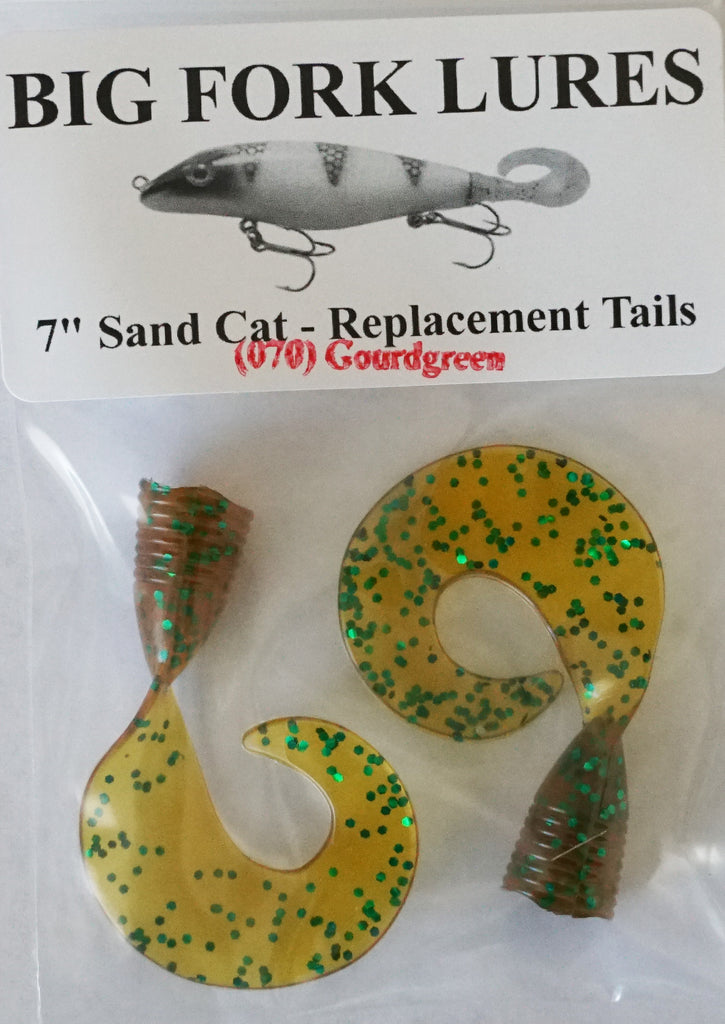 BIG FORK LURES
7" Sand Cat - Replacement Tails
(070) Gourdgreen